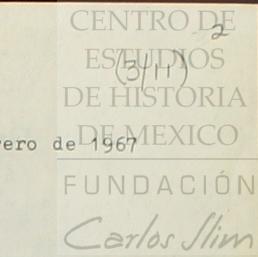 CENTRO DE
2
ESTUDIOS
(3/11)
DE HISTORIA
DE MEXICO
ero de 1967
FUNDACIÓN
Carlos Slim